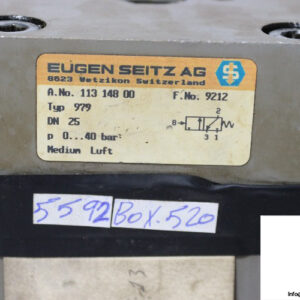 EUGEN SEITZ AG
8623 Wetzikon Switzerland
A.No. 113 148 00 F.No. 9212
Typ 979
DN 25
p 0...40 bar
Medium Luft
2
8
3 1
5592 BOX.520